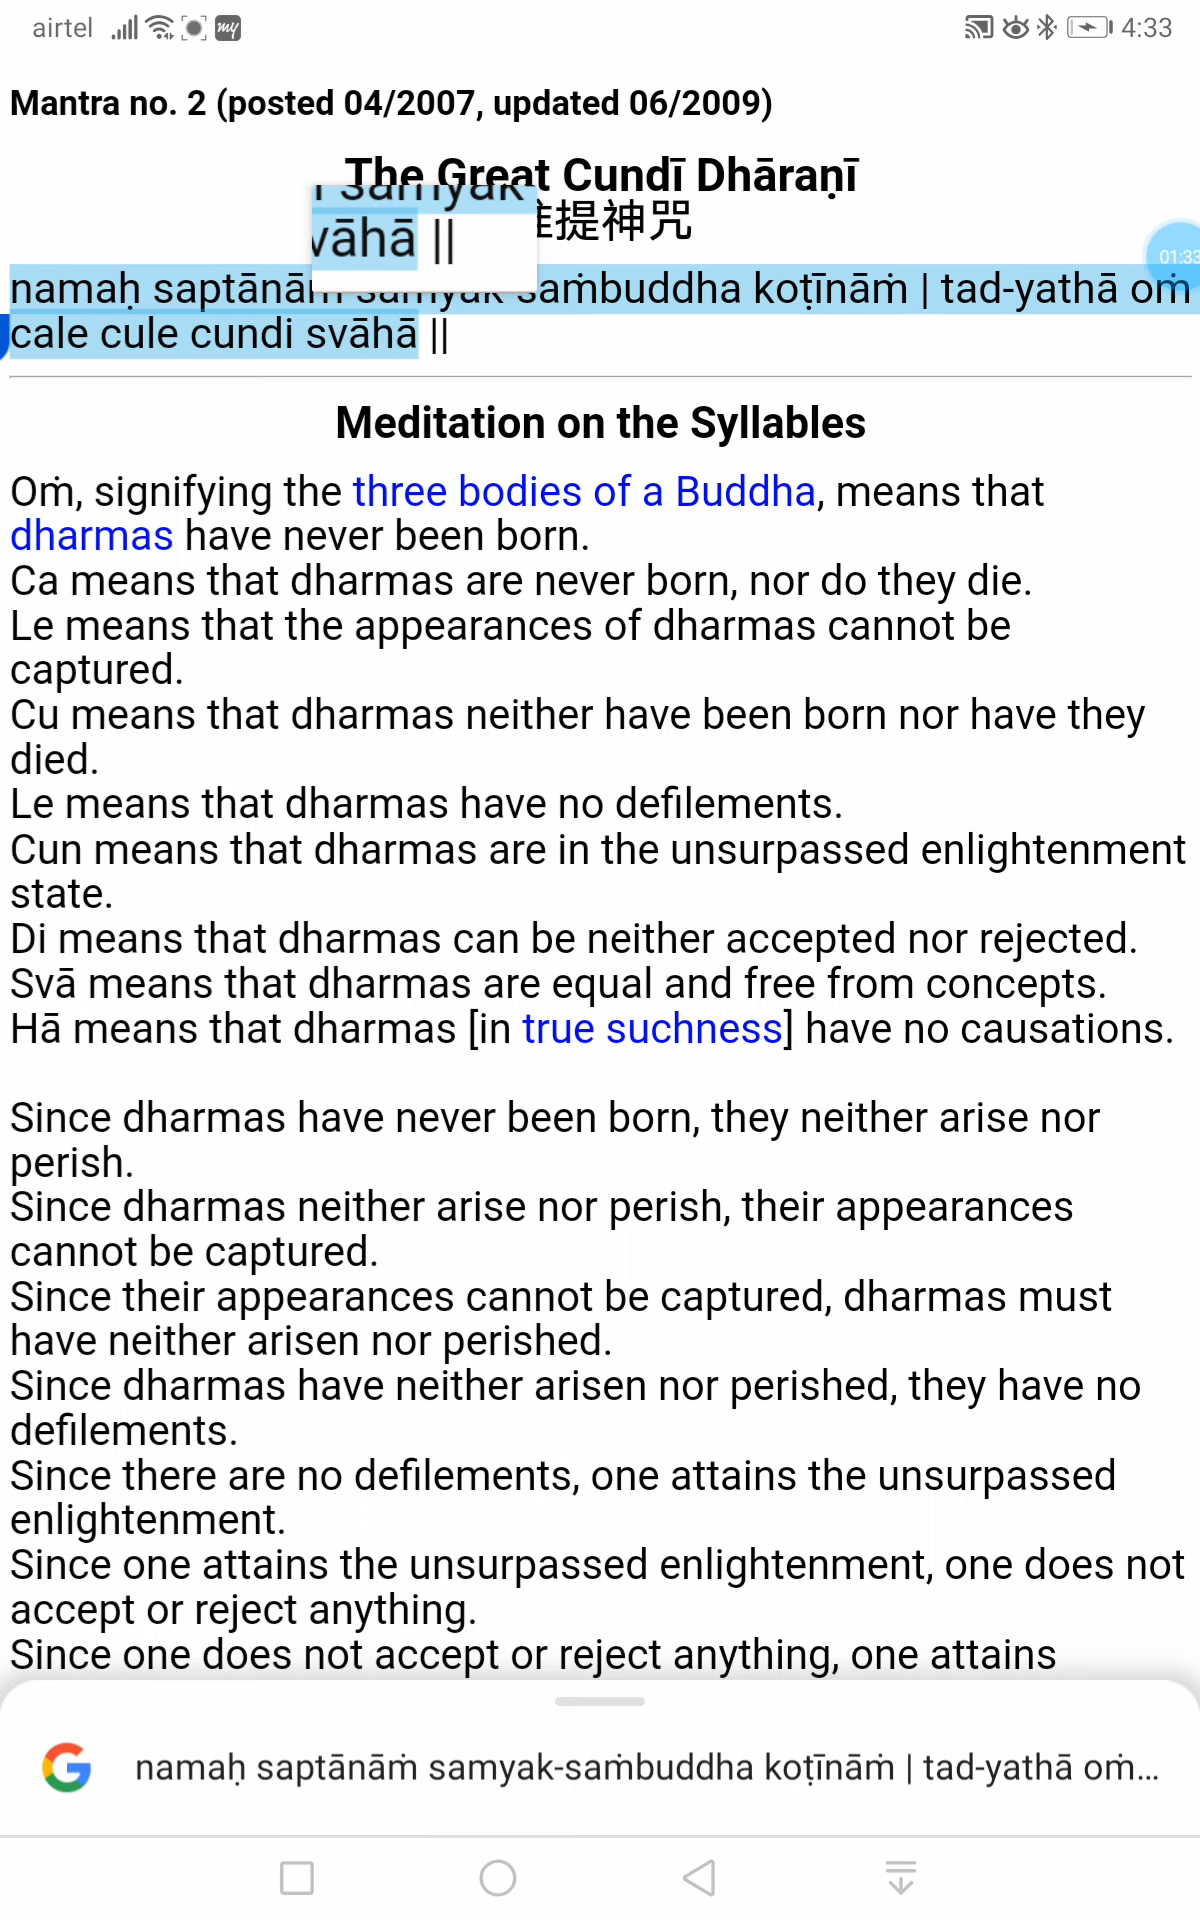 airtel my 4:33
Mantra no. 2 (posted 04/2007, updated 06/2009)
The Great Cundī Dhāraṇī
提神咒
samyak
vāhā ||
01:33
namaḥ saptānāṁ samyak saṁbuddha koṭīnāṁ | tad-yathā oṁ
cale cule cundi svāhā ||
Meditation on the Syllables
Oṁ, signifying the three bodies of a Buddha, means that
dharmas have never been born.
Ca means that dharmas are never born, nor do they die.
Le means that the appearances of dharmas cannot be
captured.
Cu means that dharmas neither have been born nor have they
died.
Le means that dharmas have no defilements.
Cun means that dharmas are in the unsurpassed enlightenment
state.
Di means that dharmas can be neither accepted nor rejected.
Svā means that dharmas are equal and free from concepts.
Hā means that dharmas [in true suchness] have no causations.
Since dharmas have never been born, they neither arise nor
perish.
Since dharmas neither arise nor perish, their appearances
cannot be captured.
Since their appearances cannot be captured, dharmas must
have neither arisen nor perished.
Since dharmas have neither arisen nor perished, they have no
defilements.
Since there are no defilements, one attains the unsurpassed
enlightenment.
Since one attains the unsurpassed enlightenment, one does not
accept or reject anything.
Since one does not accept or reject anything, one attains
namaḥ saptānāṁ samyak-saṁbuddha koṭīnāṁ | tad-yathā oṁ...